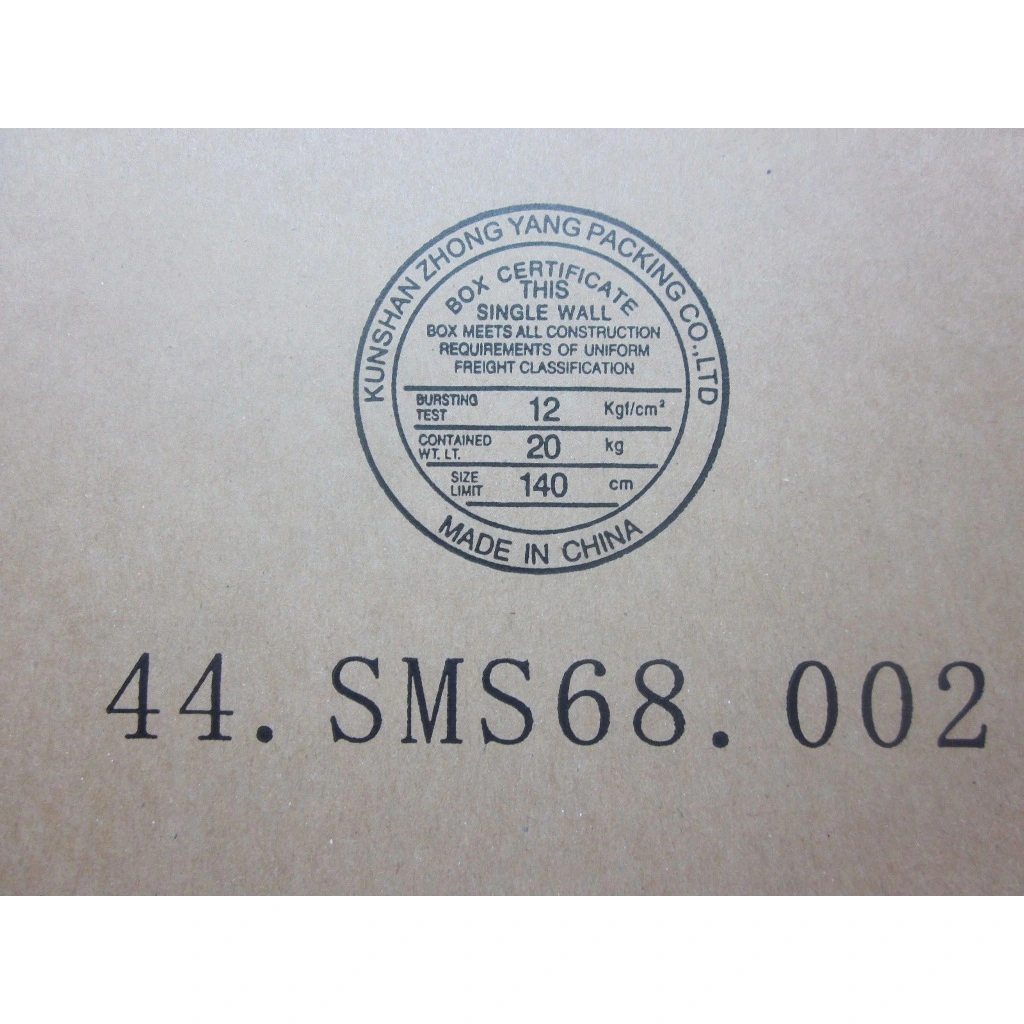 KUNSHAN ZHONG YANG PACKING CO.,LTD
BOX CERTIFICATE
THIS
SINGLE WALL
BOX MEETS ALL CONSTRUCTION
REQUIREMENTS OF UNIFORM
FREIGHT CLASSIFICATION
BURSTING TEST 12 Kgf/cm²
CONTAINED WT. LT. 20 kg
SIZE LIMIT 140 cm
MADE IN CHINA
44.SMS68.002